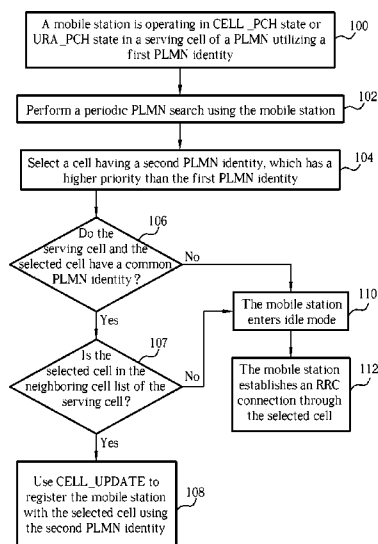 A mobile station is operating in CELL_PCH state or
URA_PCH state in a serving cell of a PLMN utilizing a
first PLMN identity
100
Perform a periodic PLMN search using the mobile station
102
Select a cell having a second PLMN identity, which has a
higher priority than the first PLMN identity
104
106
Do the
serving cell and the
selected cell have a common
PLMN identity?
No
Yes
110
The mobile station
enters idle mode
107
Is the
selected cell in the
neighboring cell list of the
serving cell?
No
Yes
112
The mobile station
establishes an RRC
connection through
the selected cell
Use CELL_UPDATE to
register the mobile station
with the selected cell using
the second PLMN identity
108